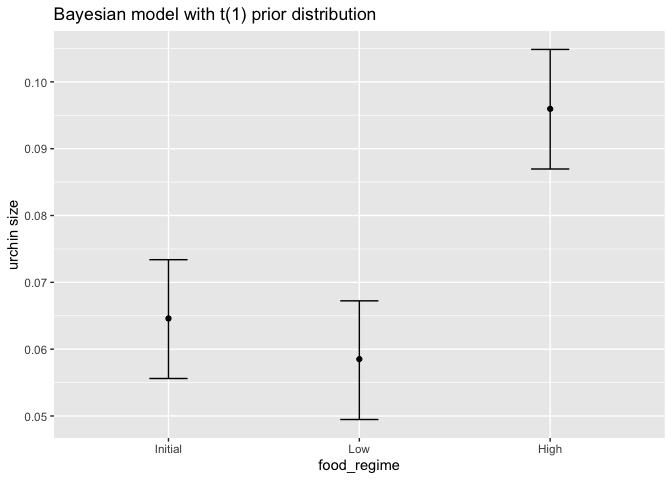 Bayesian model with t(1) prior distribution
0.10
0.09
0.08
0.07
0.06
0.05
urchin size
Initial Low High
food_regime